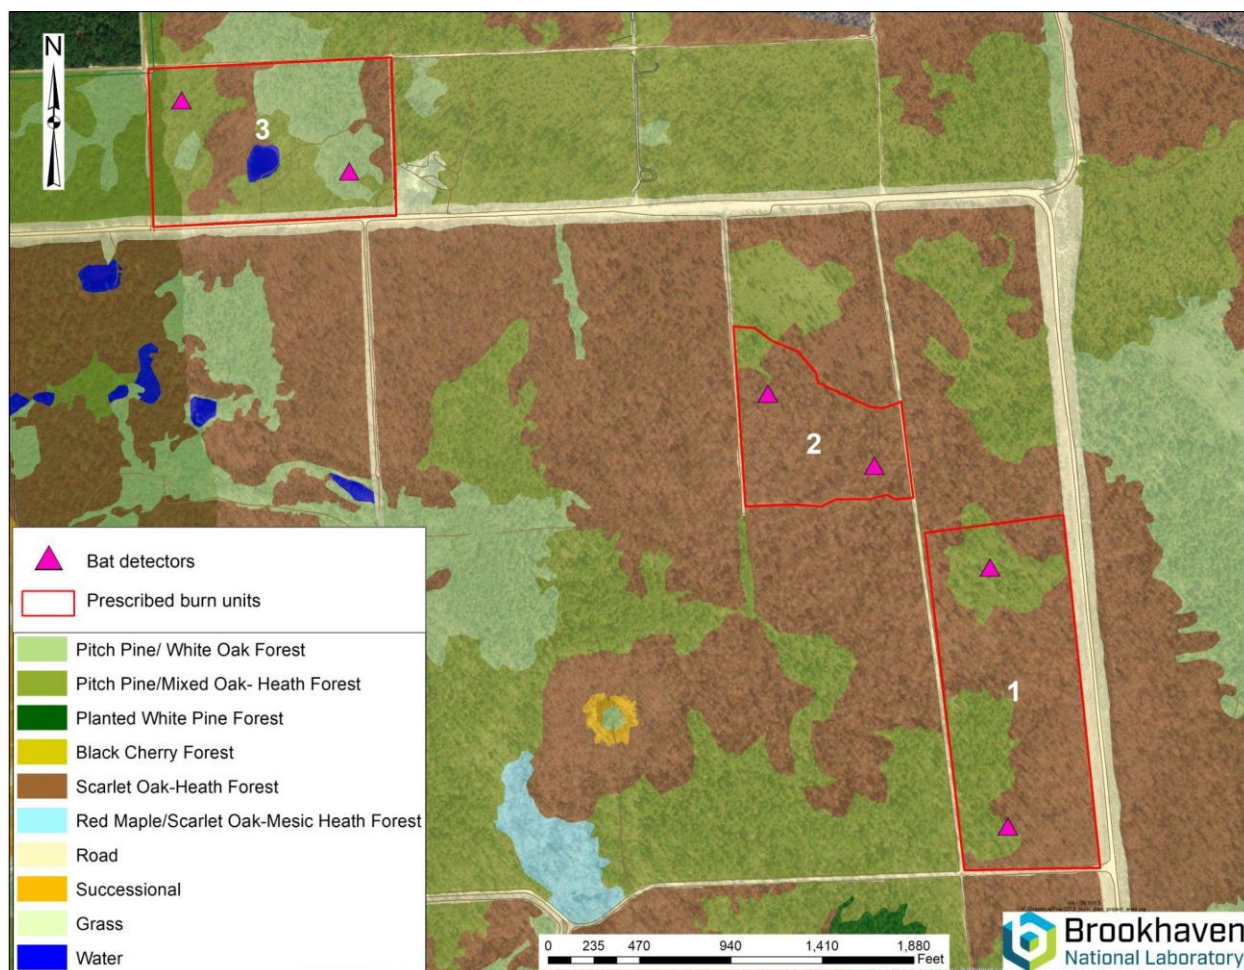 N
3
2
1
Bat detectors
Prescribed burn units
Pitch Pine/ White Oak Forest
Pitch Pine/Mixed Oak- Heath Forest
Planted White Pine Forest
Black Cherry Forest
Scarlet Oak-Heath Forest
Red Maple/Scarlet Oak-Mesic Heath Forest
Road
Successional
Grass
Water
0 235 470 940 1,410 1,880
Feet
Brookhaven
National Laboratory